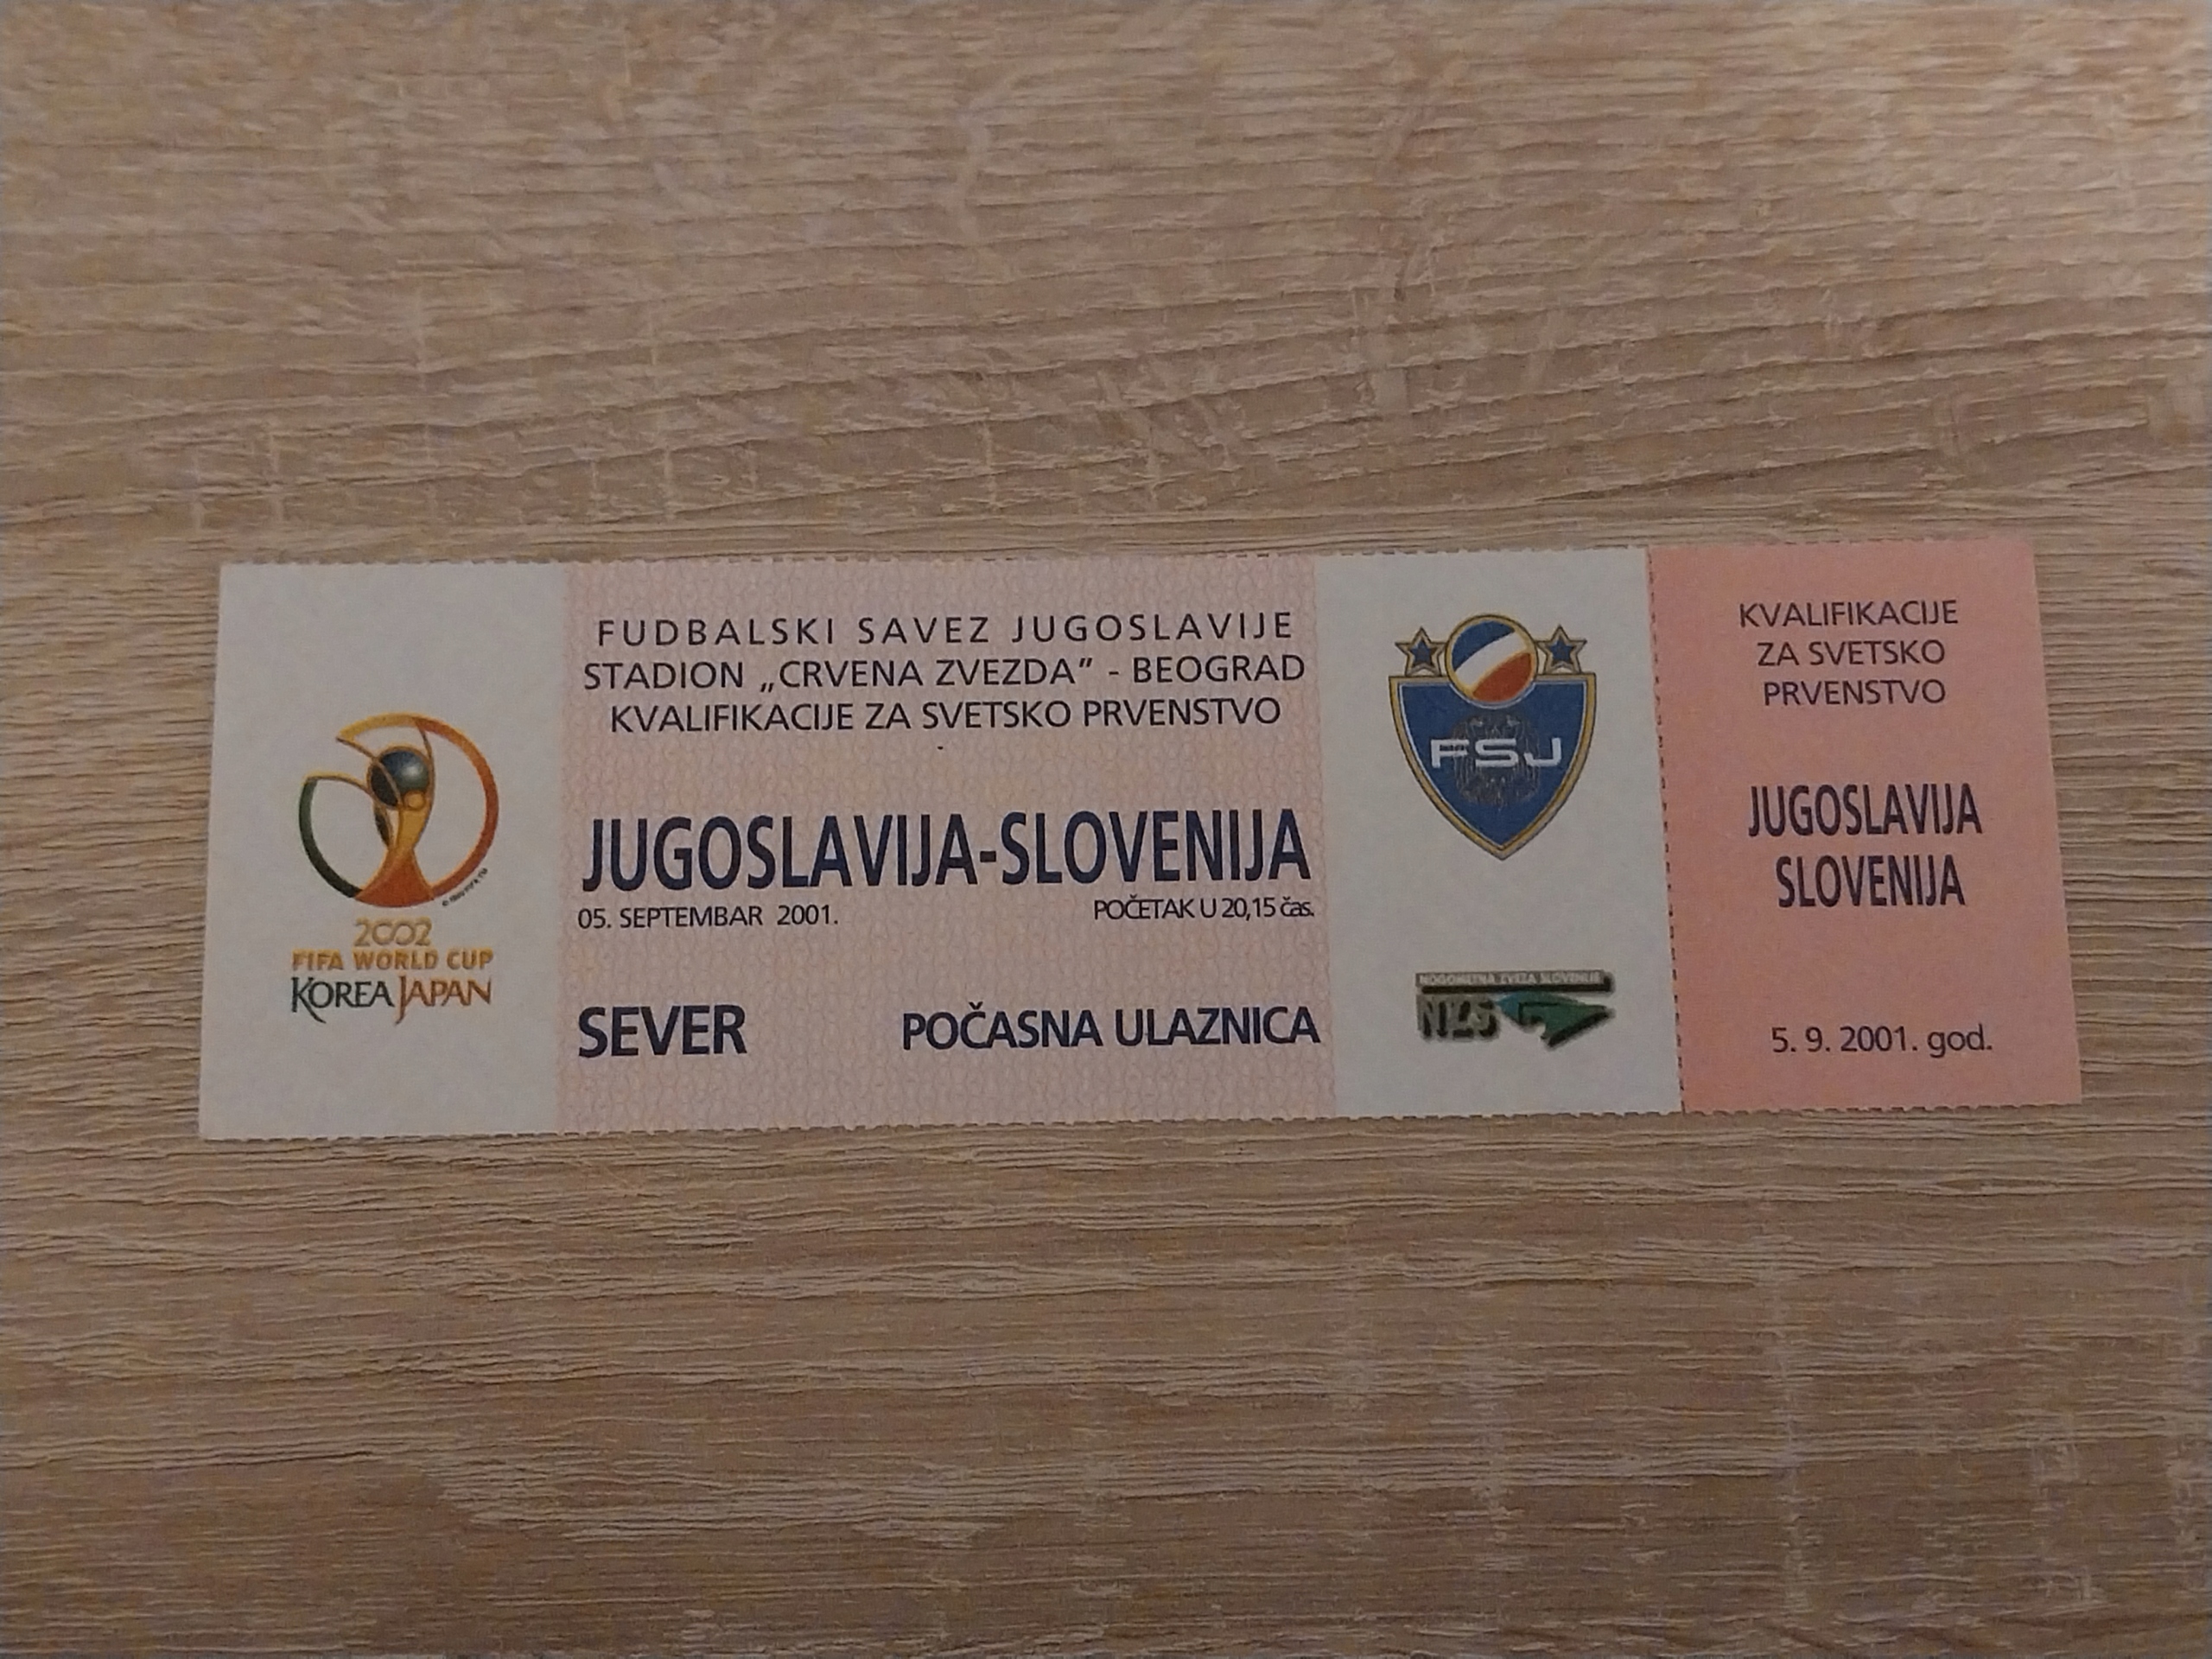 FUDBALSKI SAVEZ JUGOSLAVIJE
STADION „CRVENA ZVEZDA" - BEOGRAD
KVALIFIKACIJE ZA SVETSKO PRVENSTVO
JUGOSLAVIJA-SLOVENIJA
05. SEPTEMBAR 2001.
POČETAK U 20,15 čas.
SEVER
POČASNA ULAZNICA
2002
FIFA WORLD CUP
KOREA JAPAN
FSJ
NOGOMETNA ZVEZA SLOVENIJE
NZS
KVALIFIKACIJE
ZA SVETSKO
PRVENSTVO
JUGOSLAVIJA
SLOVENIJA
5. 9. 2001. god.